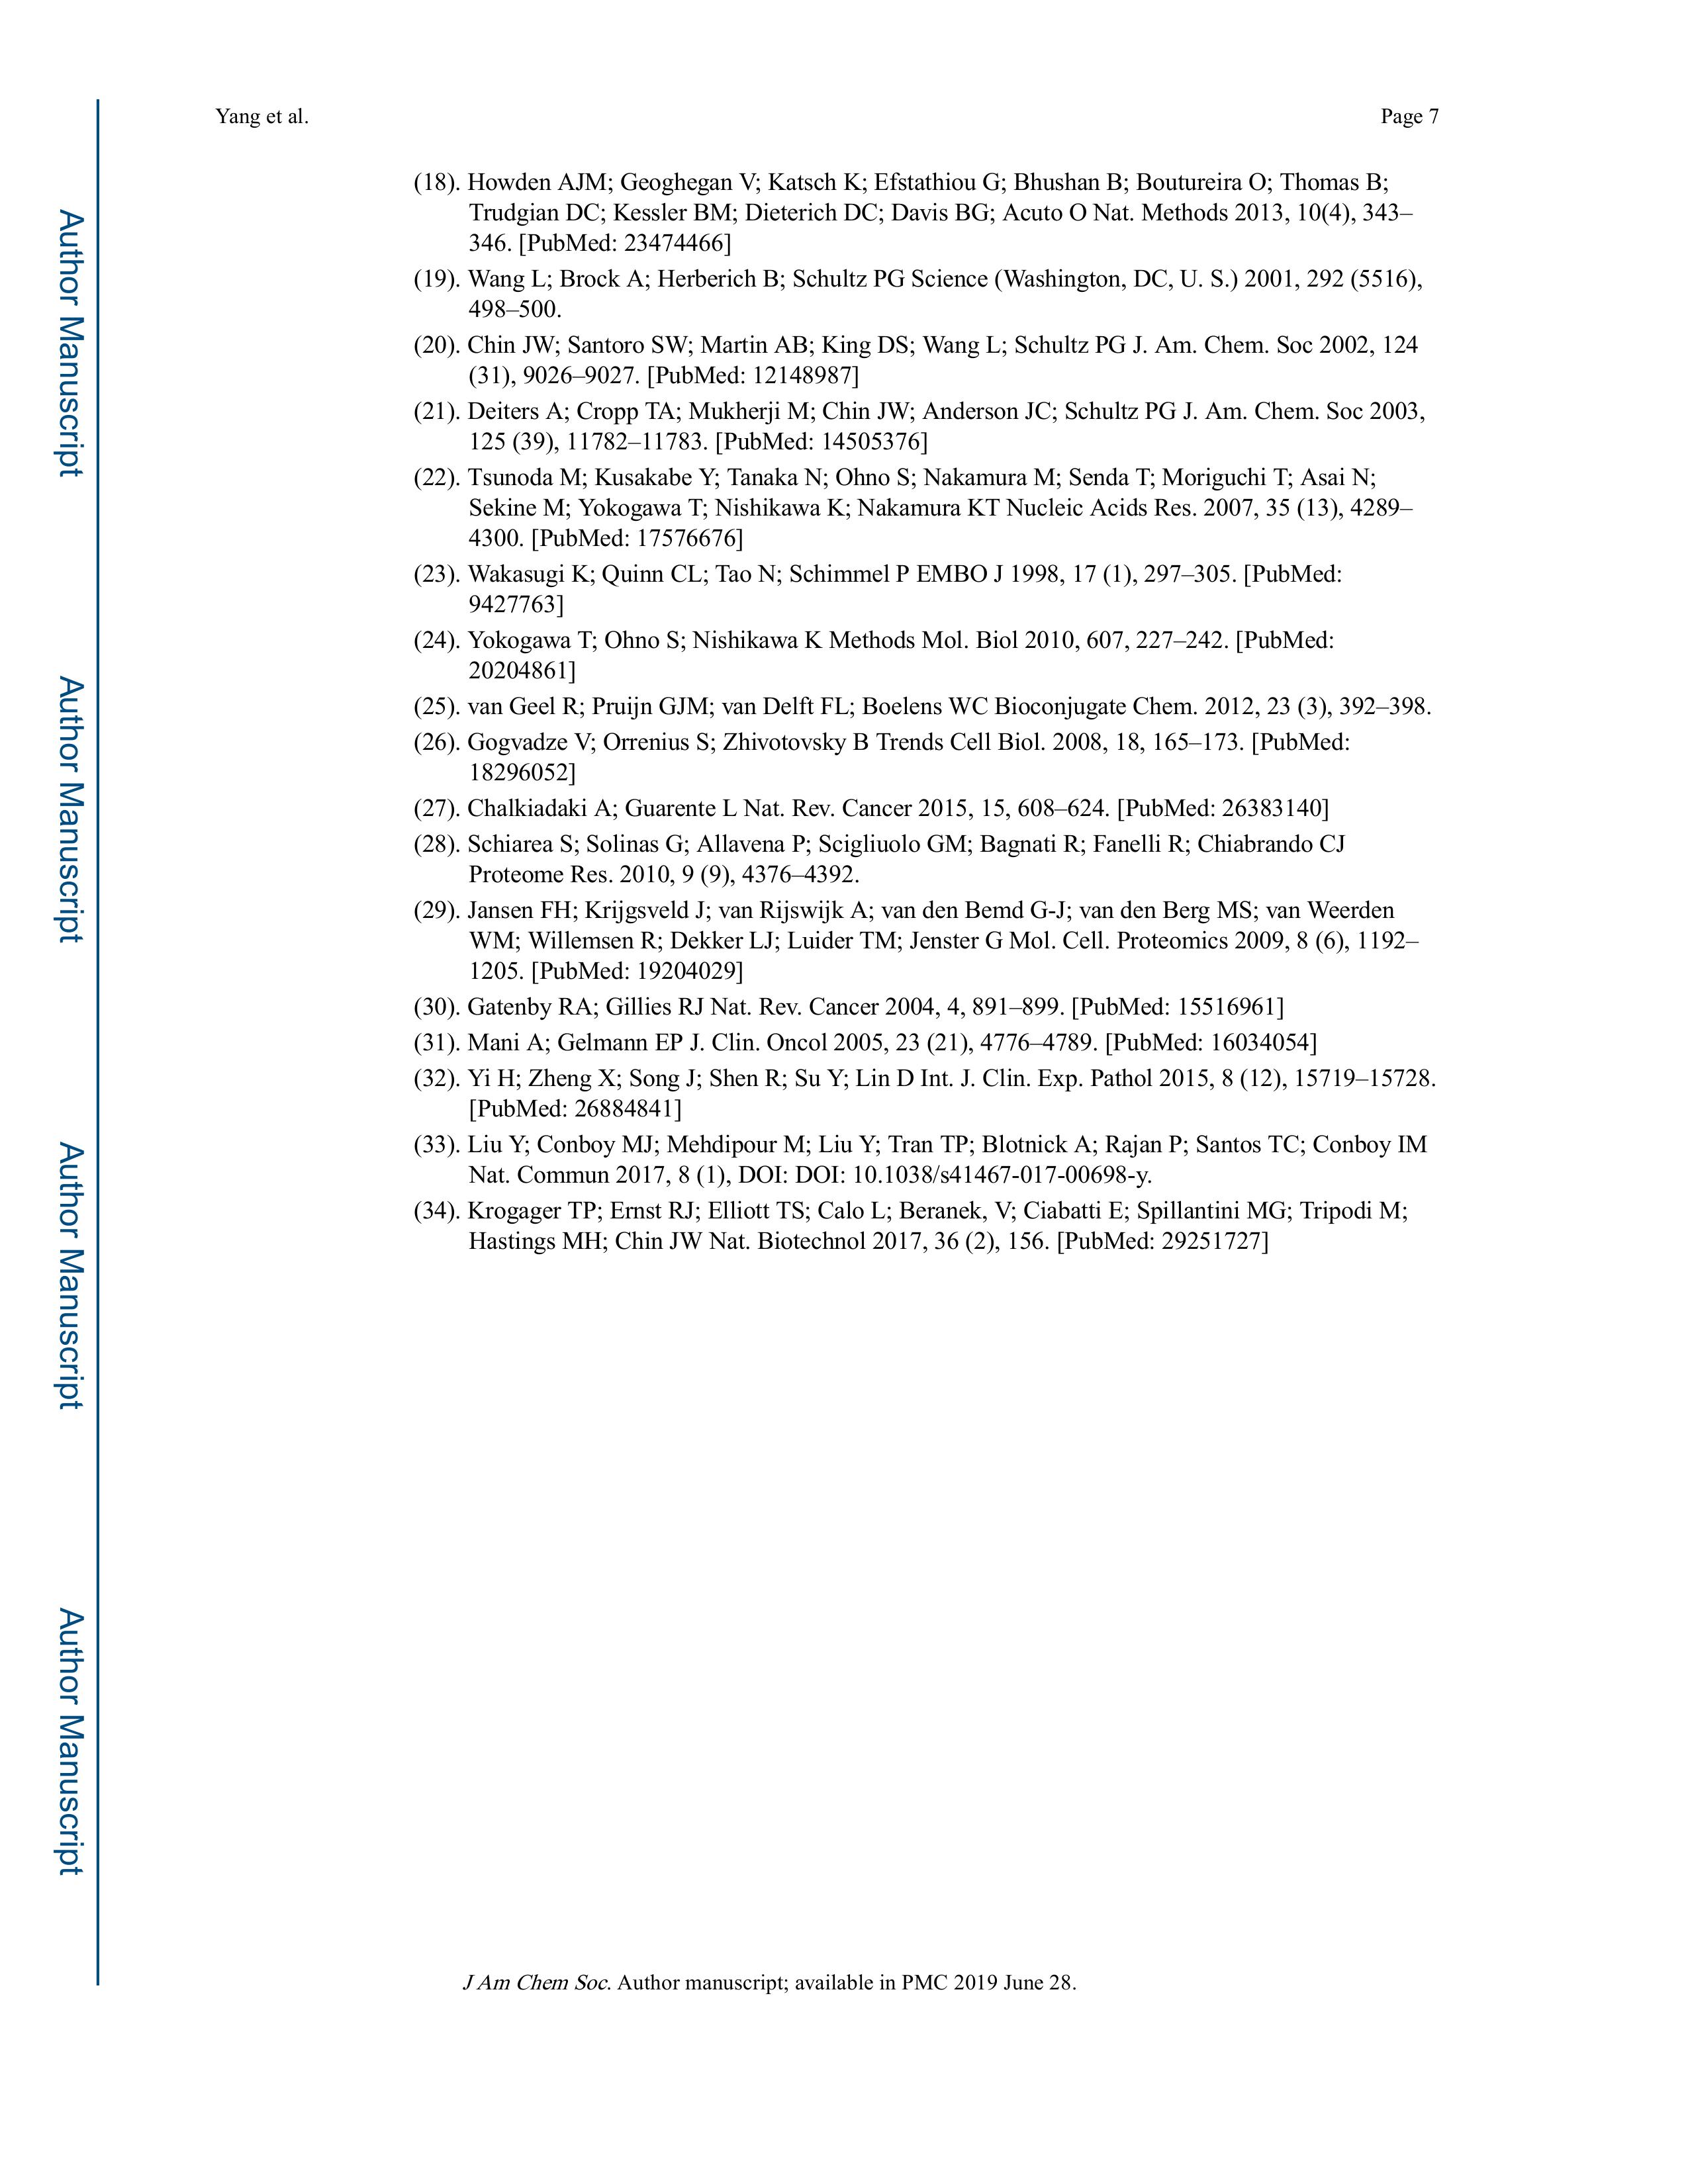 Yang et al.
Page 7
(18). Howden AJM; Geoghegan V; Katsch K; Efstathiou G; Bhushan B; Boutureira O; Thomas B;
Trudgian DC; Kessler BM; Dieterich DC; Davis BG; Acuto O Nat. Methods 2013, 10(4), 343–
346. [PubMed: 23474466]
(19). Wang L; Brock A; Herberich B; Schultz PG Science (Washington, DC, U. S.) 2001, 292 (5516),
498–500.
(20). Chin JW; Santoro SW; Martin AB; King DS; Wang L; Schultz PG J. Am. Chem. Soc 2002, 124
(31), 9026–9027. [PubMed: 12148987]
(21). Deiters A; Cropp TA; Mukherji M; Chin JW; Anderson JC; Schultz PG J. Am. Chem. Soc 2003,
125 (39), 11782–11783. [PubMed: 14505376]
(22). Tsunoda M; Kusakabe Y; Tanaka N; Ohno S; Nakamura M; Senda T; Moriguchi T; Asai N;
Sekine M; Yokogawa T; Nishikawa K; Nakamura KT Nucleic Acids Res. 2007, 35 (13), 4289–
4300. [PubMed: 17576676]
(23). Wakasugi K; Quinn CL; Tao N; Schimmel P EMBO J 1998, 17 (1), 297–305. [PubMed:
9427763]
(24). Yokogawa T; Ohno S; Nishikawa K Methods Mol. Biol 2010, 607, 227–242. [PubMed:
20204861]
(25). van Geel R; Pruijn GJM; van Delft FL; Boelens WC Bioconjugate Chem. 2012, 23 (3), 392–398.
(26). Gogvadze V; Orrenius S; Zhivotovsky B Trends Cell Biol. 2008, 18, 165–173. [PubMed:
18296052]
(27). Chalkiadaki A; Guarente L Nat. Rev. Cancer 2015, 15, 608–624. [PubMed: 26383140]
(28). Schiarea S; Solinas G; Allavena P; Scigliuolo GM; Bagnati R; Fanelli R; Chiabrando CJ
Proteome Res. 2010, 9 (9), 4376–4392.
(29). Jansen FH; Krijgsveld J; van Rijswijk A; van den Bemd G-J; van den Berg MS; van Weerden
WM; Willemsen R; Dekker LJ; Luider TM; Jenster G Mol. Cell. Proteomics 2009, 8 (6), 1192–
1205. [PubMed: 19204029]
(30). Gatenby RA; Gillies RJ Nat. Rev. Cancer 2004, 4, 891–899. [PubMed: 15516961]
(31). Mani A; Gelmann EP J. Clin. Oncol 2005, 23 (21), 4776–4789. [PubMed: 16034054]
(32). Yi H; Zheng X; Song J; Shen R; Su Y; Lin D Int. J. Clin. Exp. Pathol 2015, 8 (12), 15719–15728.
[PubMed: 26884841]
(33). Liu Y; Conboy MJ; Mehdipour M; Liu Y; Tran TP; Blotnick A; Rajan P; Santos TC; Conboy IM
Nat. Commun 2017, 8 (1), DOI: DOI: 10.1038/s41467-017-00698-y.
(34). Krogager TP; Ernst RJ; Elliott TS; Calo L; Beranek, V; Ciabatti E; Spillantini MG; Tripodi M;
Hastings MH; Chin JW Nat. Biotechnol 2017, 36 (2), 156. [PubMed: 29251727]
J Am Chem Soc. Author manuscript; available in PMC 2019 June 28.
Author Manuscript
Author Manuscript
Author Manuscript
Author Manuscript